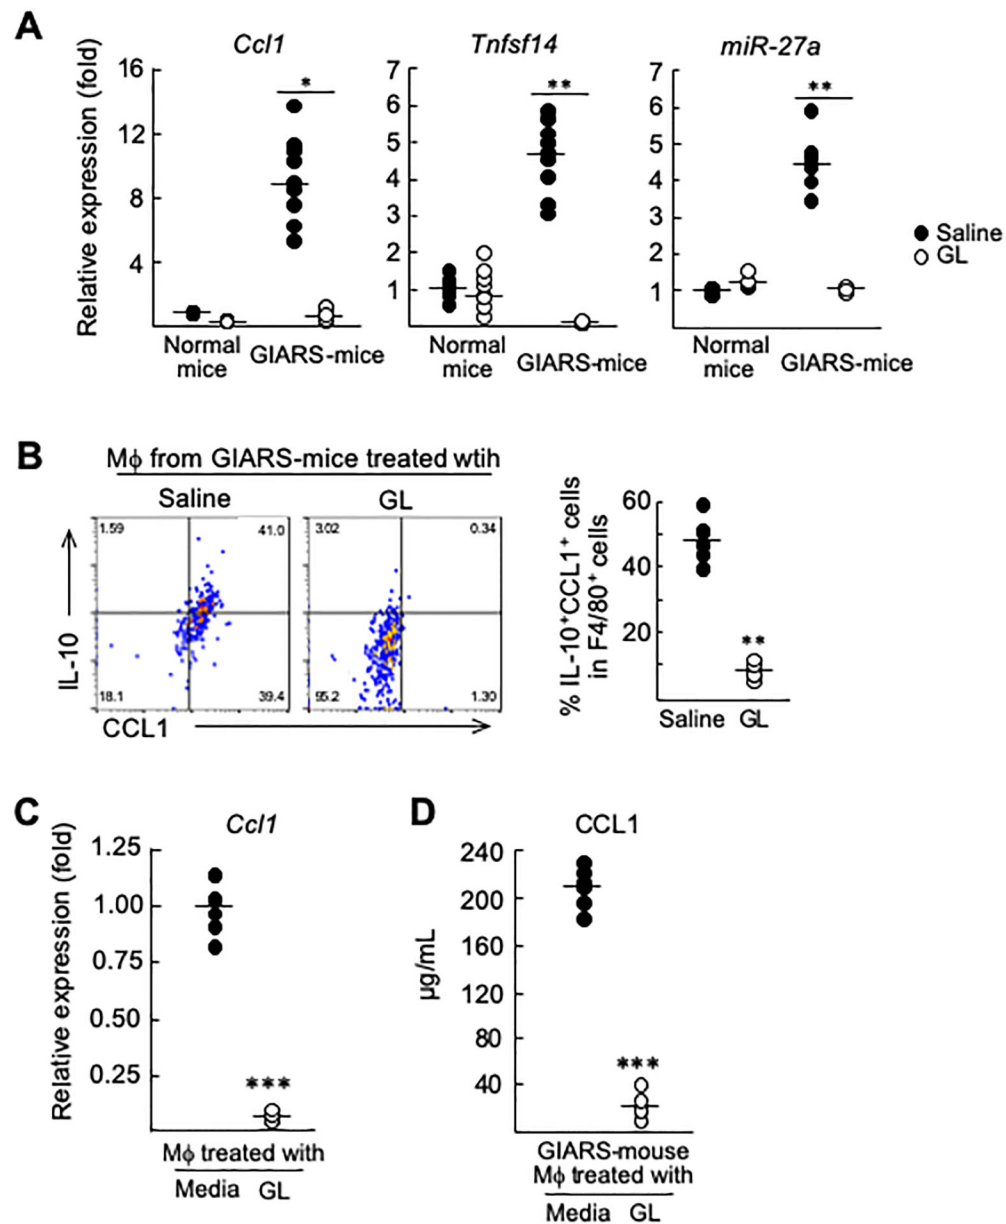 A
Ccl1
Tnfsf14
miR-27a
Relative expression (fold)
16
12
8
4
*
Normal
mice
GIARS-mice
7
6
5
4
3
2
1
**
Normal
mice
GIARS-mice
7
6
5
4
3
2
1
**
Normal
mice
GIARS-mice
Saline
GL
B
Mϕ from GIARS-mice treated wtih
Saline
GL
IL-10
1.59
41.0
18.1
39.4
3.02
0.34
95.2
1.30
CCL1
% IL-10⁺CCL1⁺ cells
in F4/80⁺ cells
60
40
20
**
Saline
GL
C
Ccl1
Relative expression (fold)
1.25
1.00
0.75
0.50
0.25
***
Mϕ treated with
Media GL
D
CCL1
µg/mL
240
200
160
120
80
40
***
GIARS-mouse
Mϕ treated with
Media GL